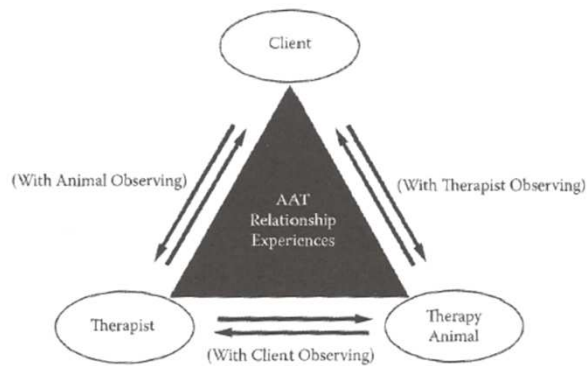 Client
(With Animal Observing)
(With Therapist Observing)
AAT
Relationship
Experiences
Therapist
Therapy
Animal
(With Client Observing)